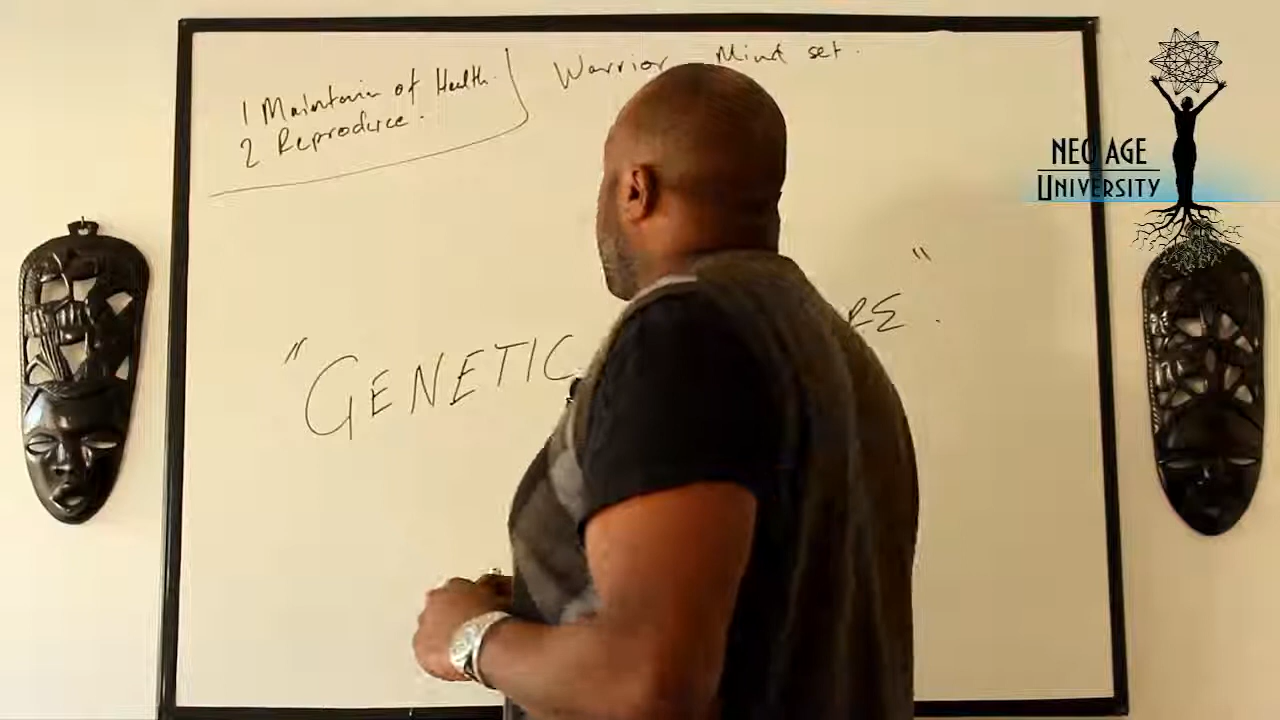 1 Maintain of Health.
2 Reproduce.
Warrior Mind set.
" GENETIC RE ".
NEO AGE
UNIVERSITY